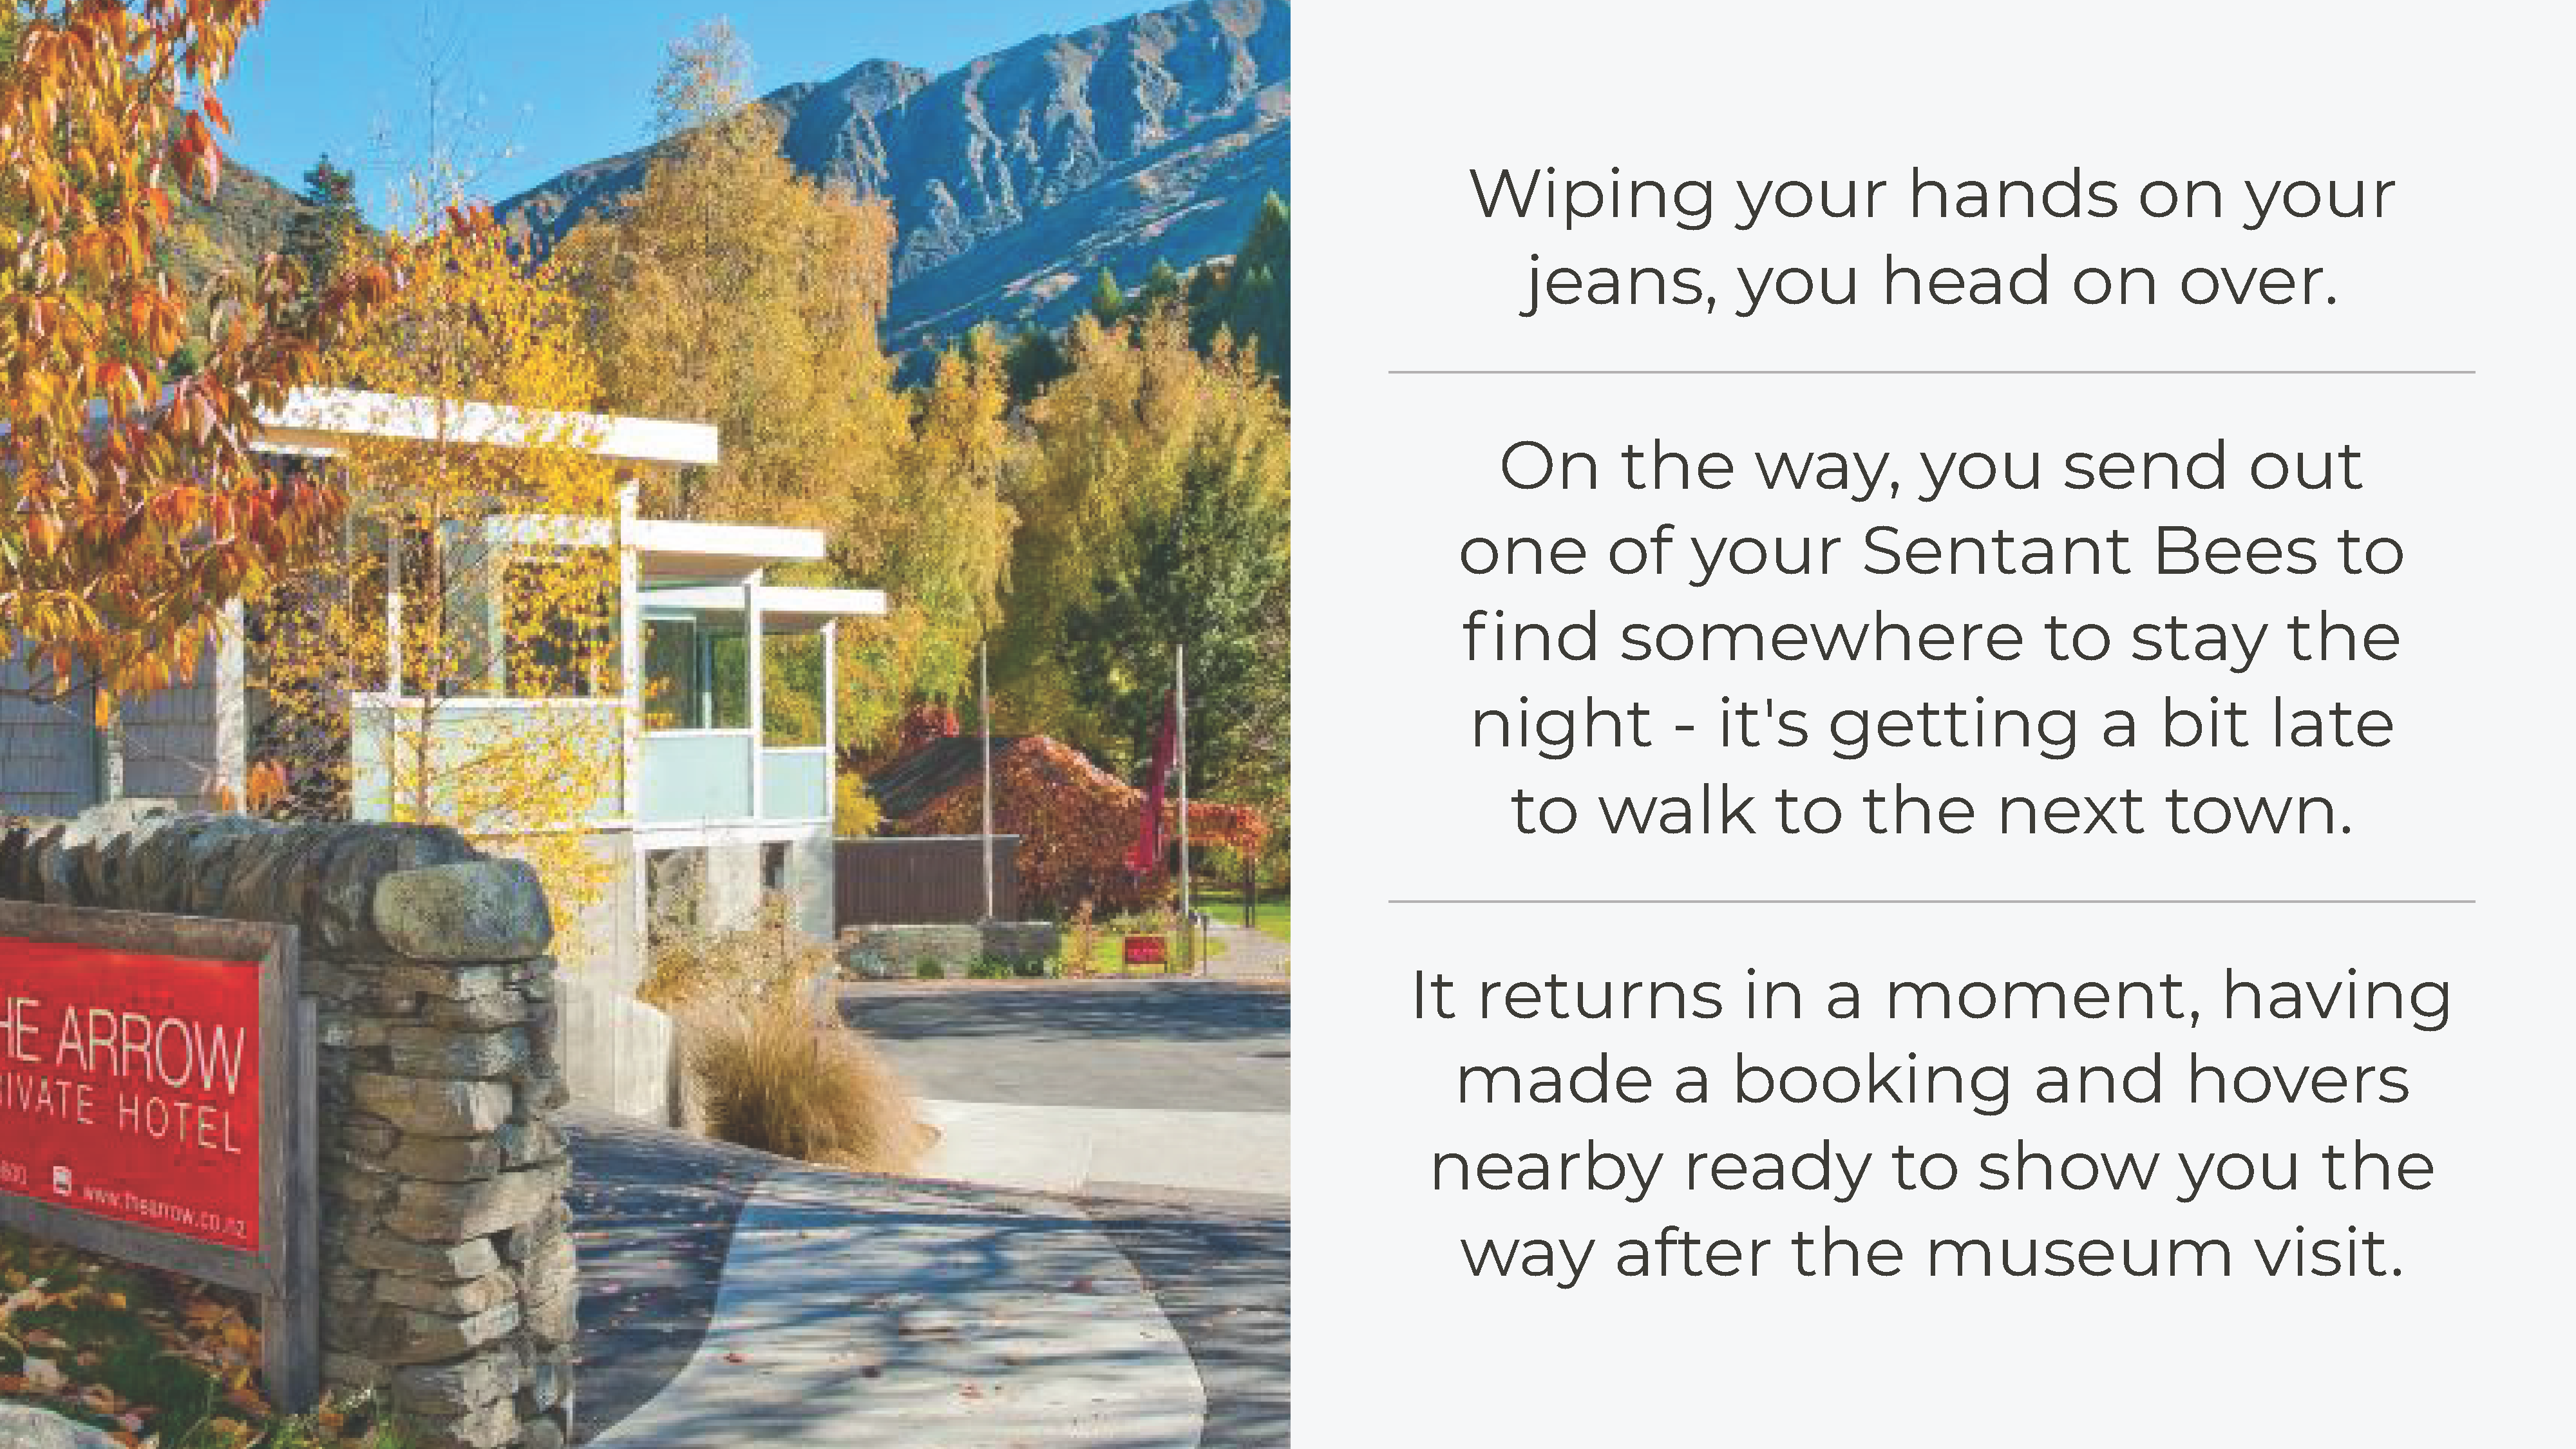 HE ARROW
IVATE HOTEL
www.thearrow.co.nz
Wiping your hands on your
jeans, you head on over.
On the way, you send out
one of your Sentant Bees to
find somewhere to stay the
night - it's getting a bit late
to walk to the next town.
It returns in a moment, having
made a booking and hovers
nearby ready to show you the
way after the museum visit.